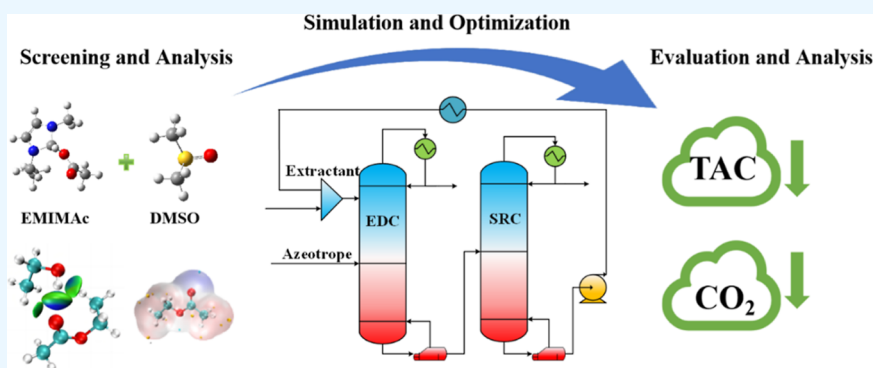 Simulation and Optimization
Screening and Analysis
Evaluation and Analysis
EMIMAc
DMSO
Extractant
Azeotrope
EDC
SRC
TAC
CO₂